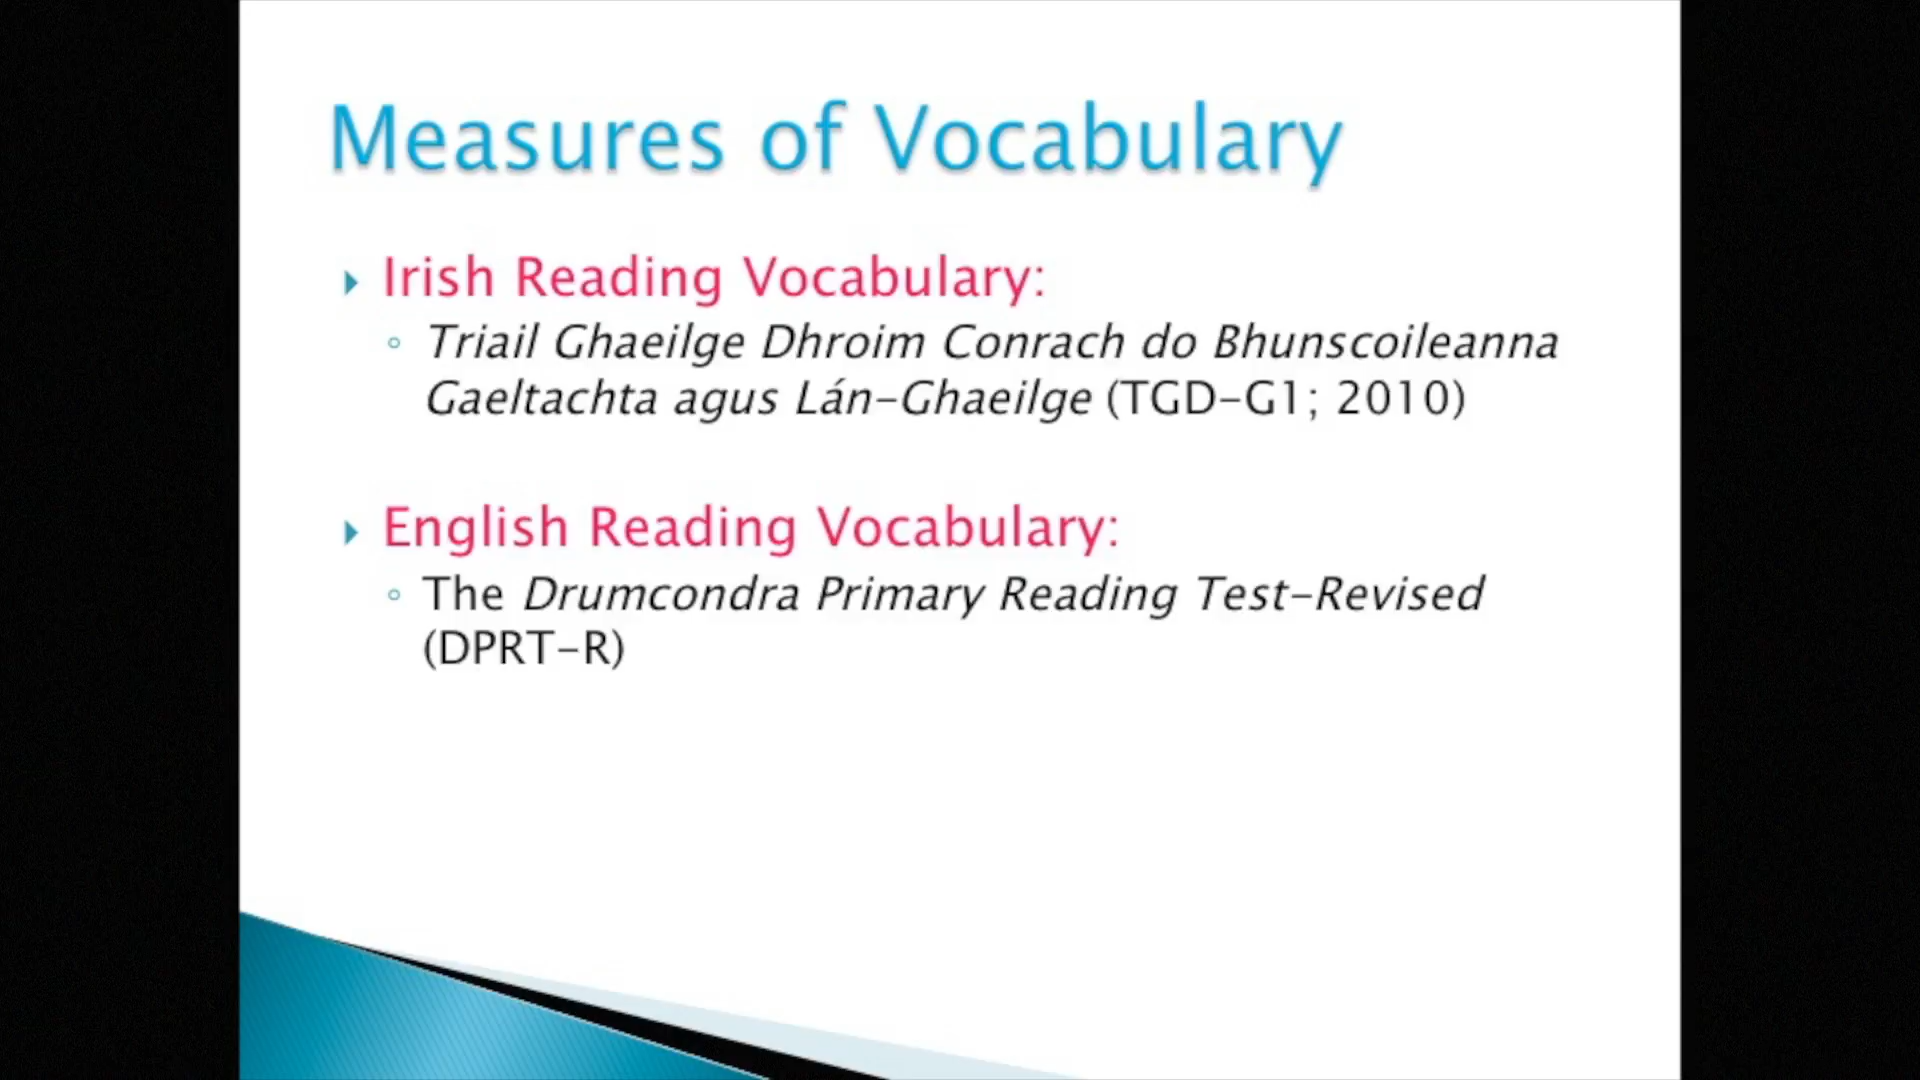 Measures of Vocabulary
Irish Reading Vocabulary:
Triail Ghaeilge Dhroim Conrach do Bhunscoileanna
Gaeltachta agus Lán-Ghaeilge (TGD-G1; 2010)
English Reading Vocabulary:
The Drumcondra Primary Reading Test-Revised
(DPRT-R)